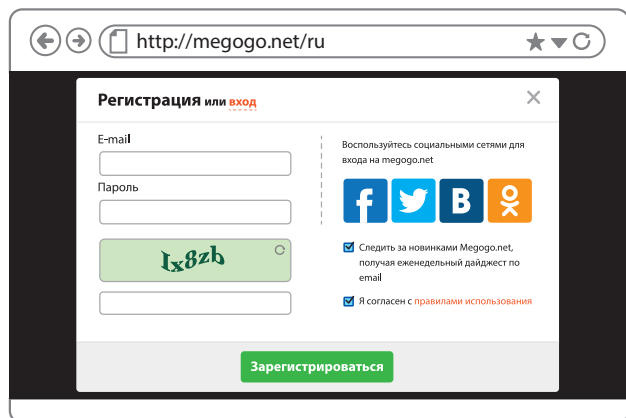 http://megogo.net/ru
Регистрация или вход
E-mail
Пароль
Ix8zb
Воспользуйтесь социальными сетями для
входа на megogo.net
f
B
Следить за новинками Megogo.net,
получая еженедельный дайджест по
email
Я согласен с правилами использования
Зарегистрироваться